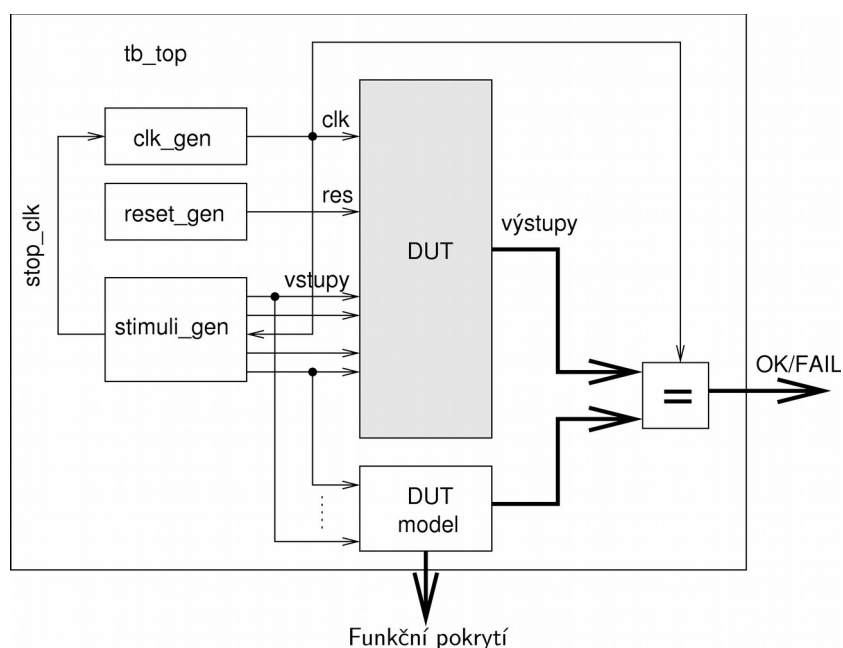 tb_top
clk_gen
clk
reset_gen
res
stop_clk
DUT
výstupy
vstupy
stimuli_gen
OK/FAIL
=
DUT
model
Funkční pokrytí